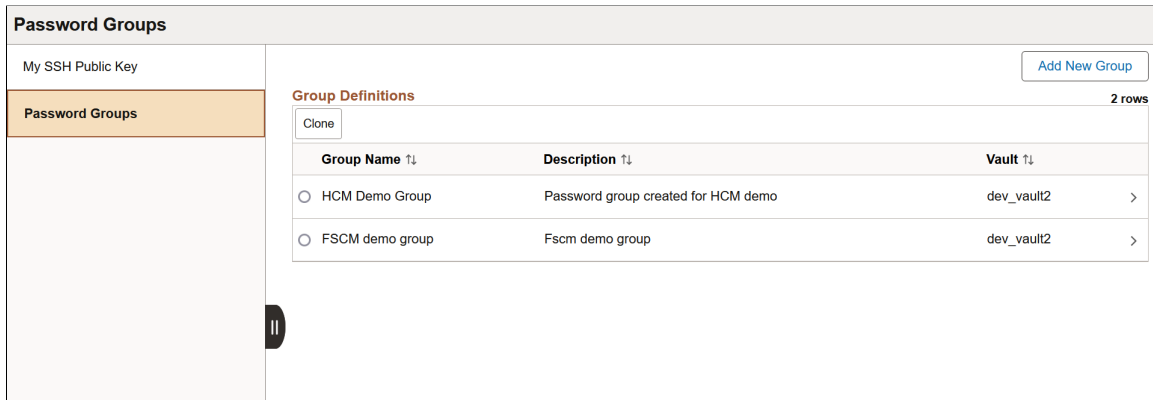 Password Groups
My SSH Public Key
Add New Group
Password Groups
Group Definitions
2 rows
Clone
Group Name Description Vault
HCM Demo Group Password group created for HCM demo dev_vault2
FSCM demo group Fscm demo group dev_vault2